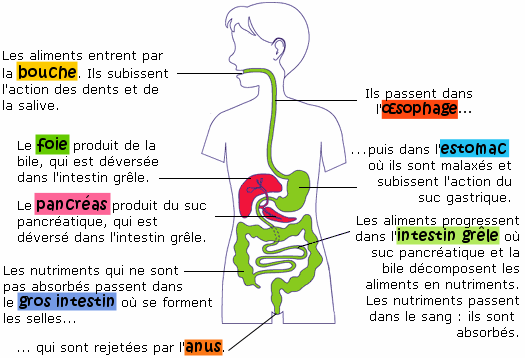 Les aliments entrent par
la bouche. Ils subissent
l'action des dents et de
la salive.
Ils passent dans
l'œsophage...
...puis dans l'estomac
où ils sont malaxés et
subissent l'action du
suc gastrique.
Le foie produit de la
bile, qui est déversée
dans l'intestin grêle.
Le pancréas produit du suc
pancréatique, qui est
déversé dans l'intestin grêle.
Les aliments progressent
dans l'intestin grêle où
suc pancréatique et la
bile décomposent les
aliments en nutriments.
Les nutriments passent
dans le sang : ils sont
absorbés.
Les nutriments qui ne sont
pas absorbés passent dans
le gros intestin où se forment
les selles...
... qui sont rejetées par l'anus.